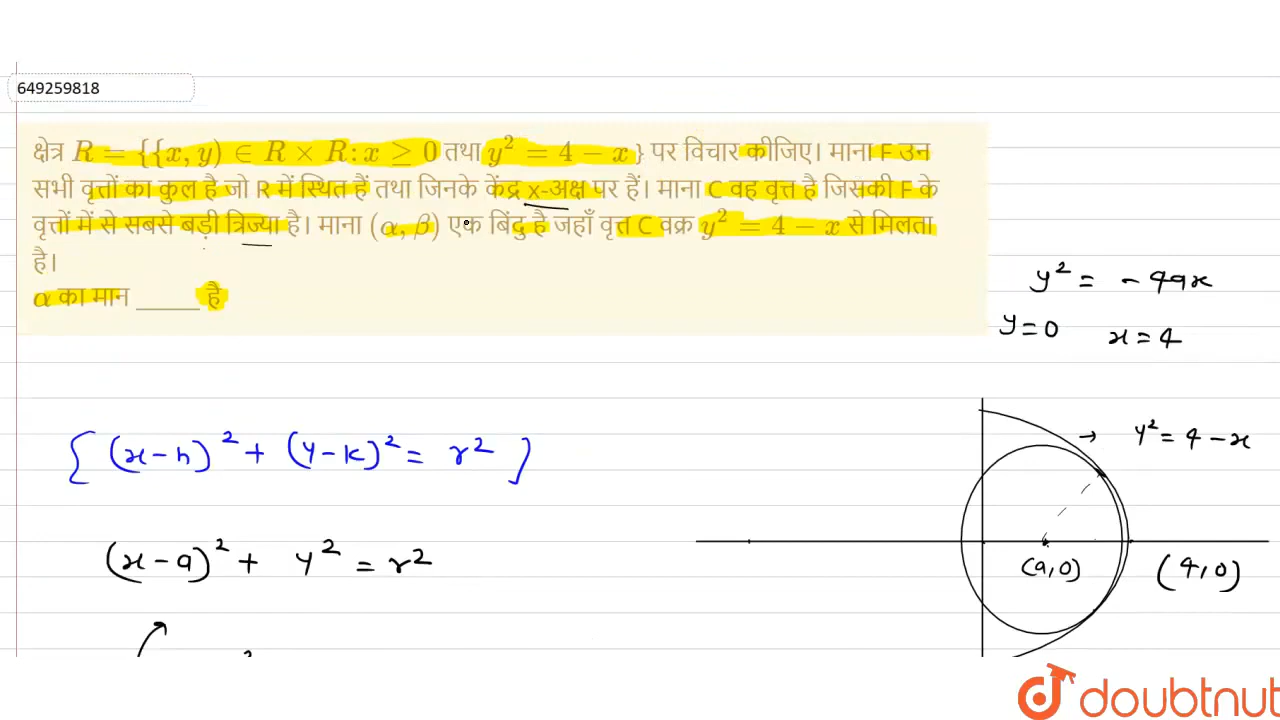 649259818
क्षेत्र R = {{x, y) ∈ R × R: x ≥ 0 तथा y² = 4 − x } पर विचार कीजिए। माना F उन
सभी वृत्तों का कुल है जो R में स्थित हैं तथा जिनके केंद्र x-अक्ष पर हैं। माना C वह वृत्त है जिसकी F के
वृत्तों में से सबसे बड़ी त्रिज्या है। माना (α, β) एक बिंदु है जहाँ वृत्त C वक्र y² = 4 − x से मिलता
है।
α का मान _____ है
y² = -4ax
y=0 x=4
[ (x-h)² + (y-k)² = r² ]
→ y² = 4-x
(x-a)² + y² = r²
(a,0) (4,0)
doubtnut